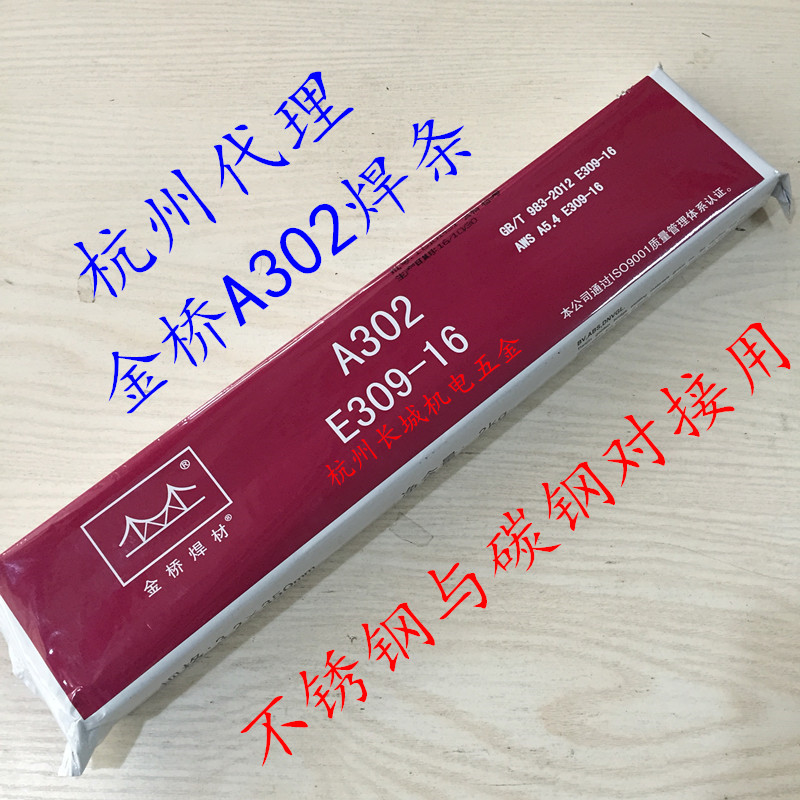 杭州代理
金桥A302焊条
GB/T 983-2012 E309-16
AWS A5.4 E309-16
本公司通过ISO9001质量管理体系认证。
BV,ABS,DNVGL
A302
E309-16
杭州长城机电五金
®
金桥焊材®
不锈钢与碳钢对接用